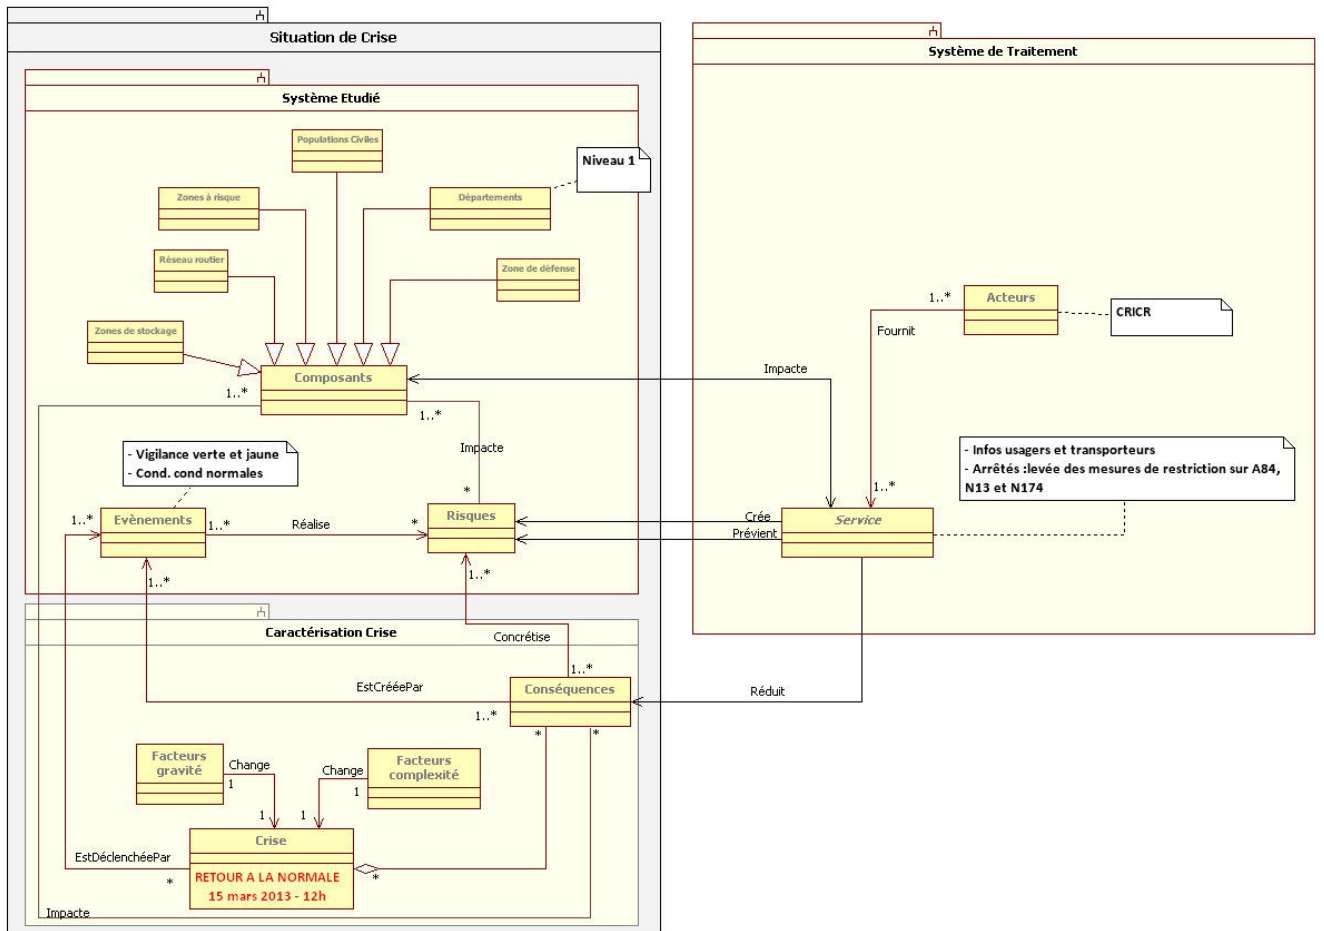 Situation de Crise
Système Etudié
Populations Civiles
Niveau 1
Zones à risque
Départements
Réseau routier
Zone de défense
Zones de stockage
Composants
1..*
1..*
Impacte
*
- Vigilance verte et jaune
- Cond. cond normales
1..*
Evènements
1..*
Réalise
*
Risques
1..*
1..*
Caractérisation Crise
Concrétise
1..*
EstCrééePar
Conséquences
1..*
*
*
Facteurs
gravité
Change
1
1
Facteurs
complexité
Change
1
1
Crise
RETOUR A LA NORMALE
15 mars 2013 - 12h
EstDéclenchéePar
*
*
Impacte
Système de Traitement
1..*
Acteurs
CRICR
Fournit
Impacte
- Infos usagers et transporteurs
- Arrêtés :levée des mesures de restriction sur A84,
N13 et N174
1..*
Crée
Service
Prévient
Réduit